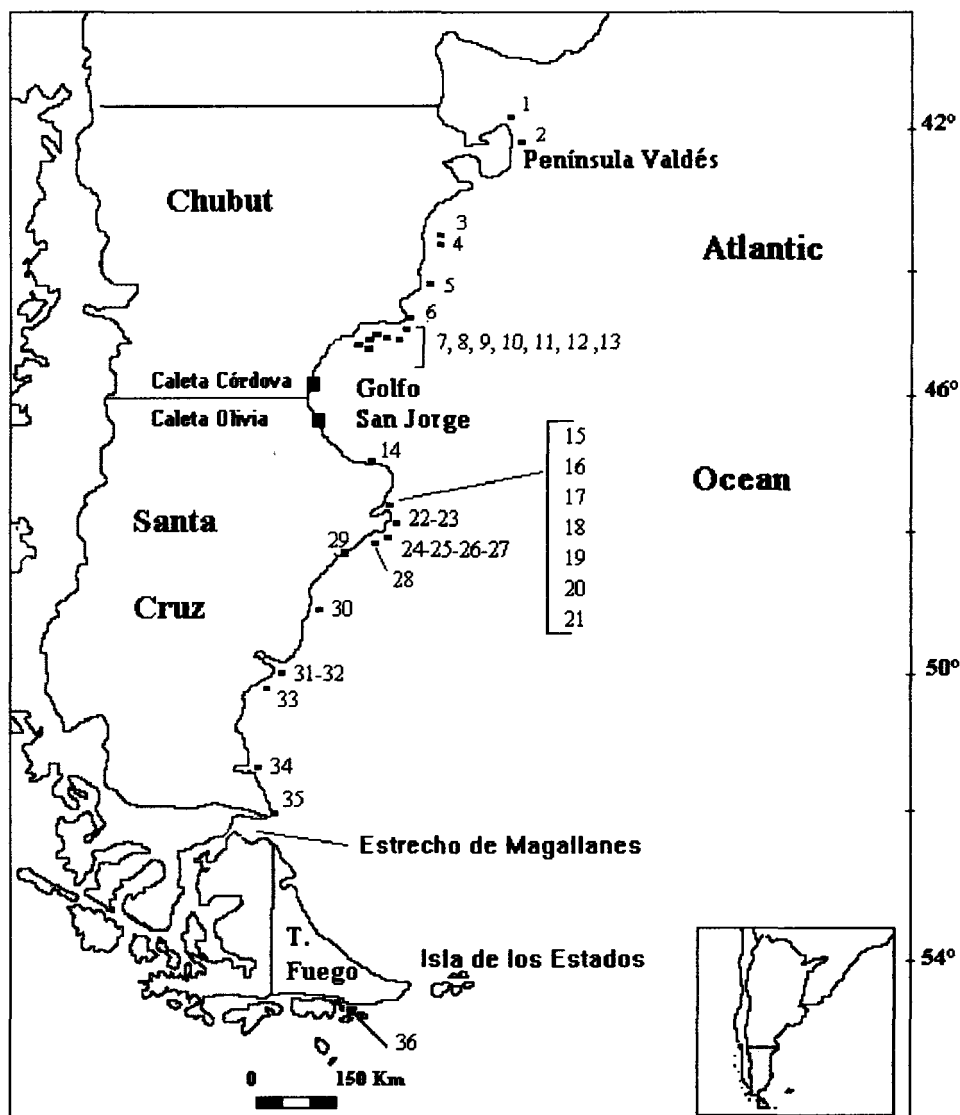 1
42°
2
Península Valdés
Chubut
3
4
Atlantic
5
6
7, 8, 9, 10, 11, 12 ,13
Caleta Córdova
Golfo
San Jorge
46°
Caleta Olivia
14
15
16
17
18
19
20
21
Ocean
Santa
Cruz
22-23
24-25-26-27
29
28
30
31-32
33
50°
34
35
Estrecho de Magallanes
T.
Fuego
Isla de los Estados
54°
36
0 150 Km